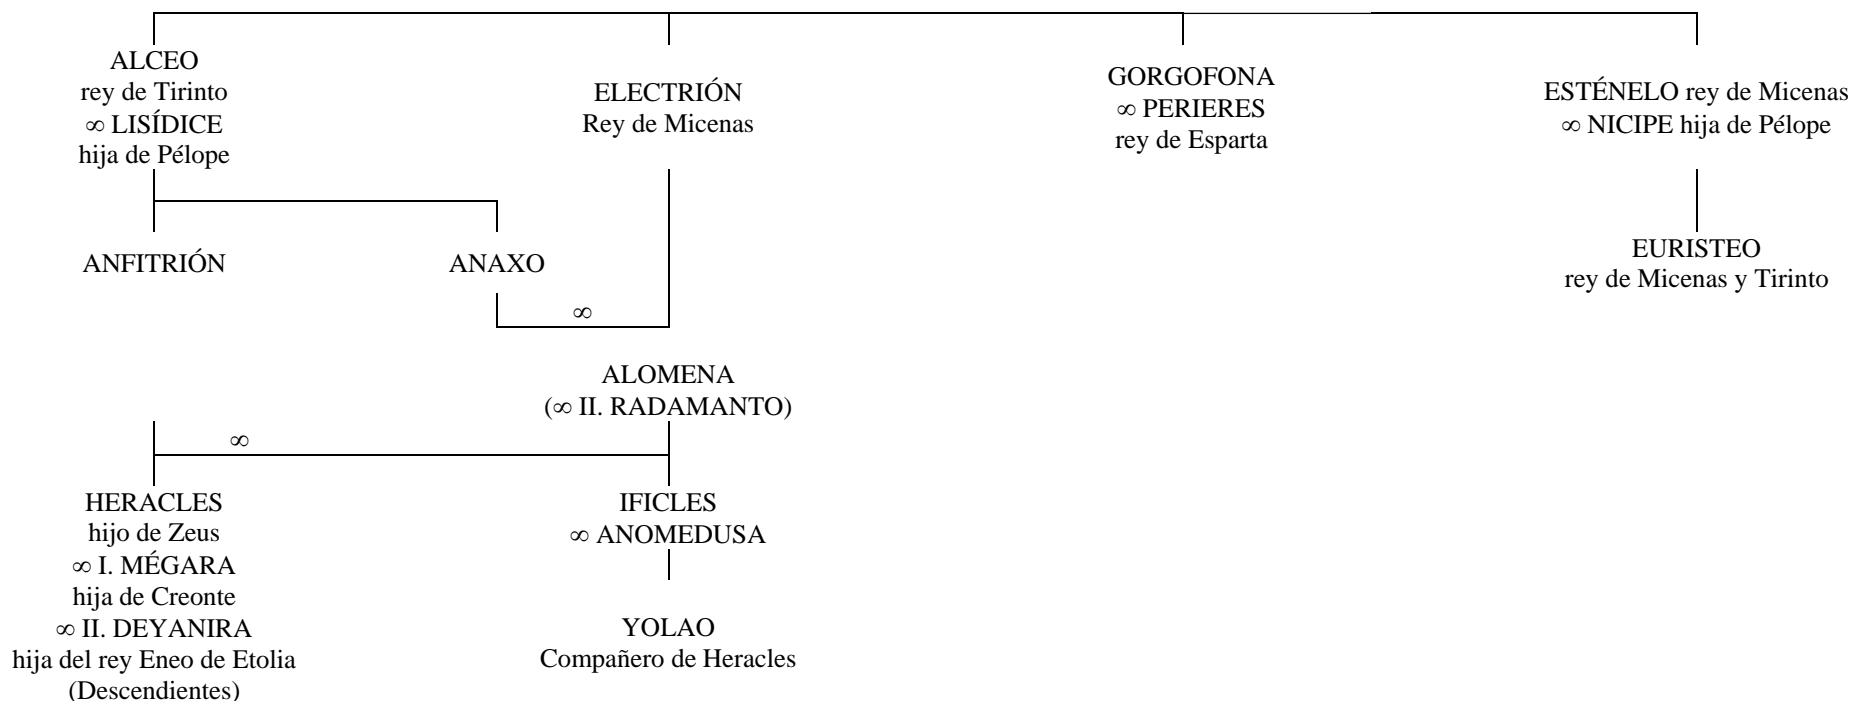 ALCEO
rey de Tirinto
∞ LISÍDICE
hija de Pélope
ELECTRIÓN
Rey de Micenas
GORGOFONA
∞ PERIERES
rey de Esparta
ESTÉNELO rey de Micenas
∞ NICIPE hija de Pélope
ANFITRIÓN
ANAXO
EURISTEO
rey de Micenas y Tirinto
∞
ALOMENA
(∞ II. RADAMANTO)
∞
HERACLES
hijo de Zeus
∞ I. MÉGARA
hija de Creonte
∞ II. DEYANIRA
hija del rey Eneo de Etolia
(Descendientes)
IFICLES
∞ ANOMEDUSA
YOLAO
Compañero de Heracles